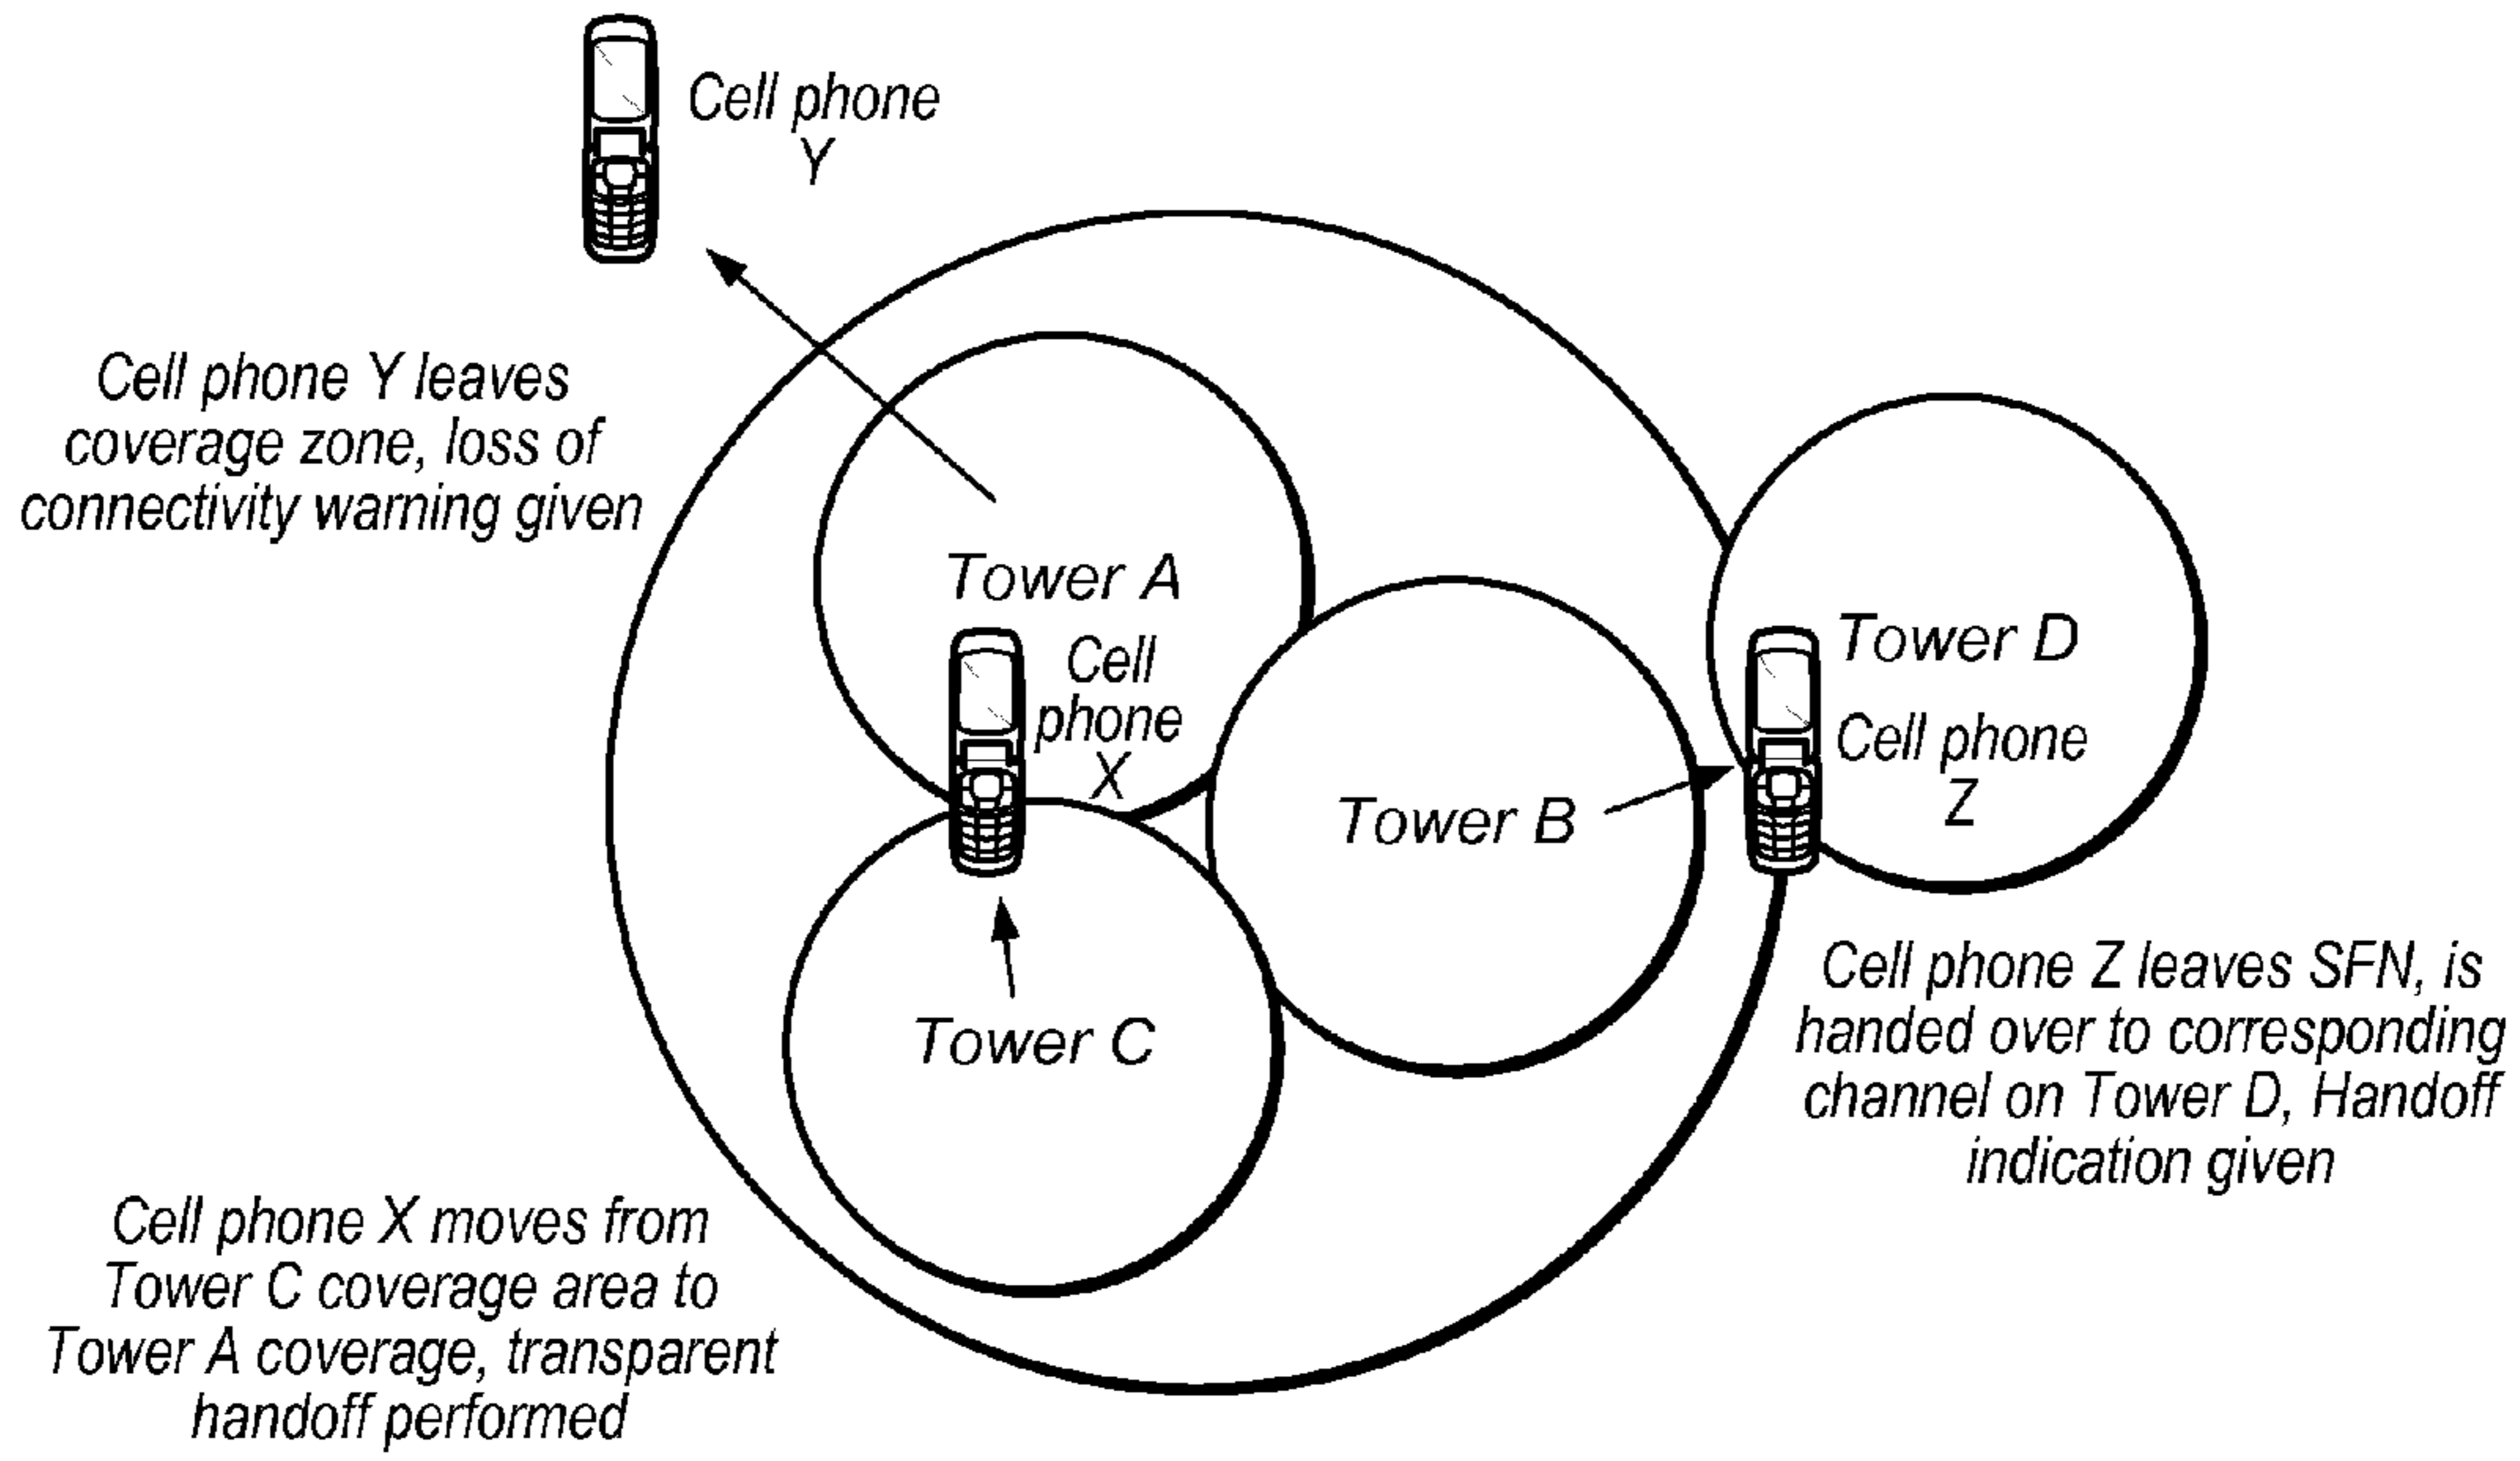 Cell phone
Y
Cell phone Y leaves
coverage zone, loss of
connectivity warning given
Tower A
Cell
phone
X
Tower B
Tower D
Cell phone
Z
Tower C
Cell phone Z leaves SFN, is
handed over to corresponding
channel on Tower D, Handoff
indication given
Cell phone X moves from
Tower C coverage area to
Tower A coverage, transparent
handoff performed